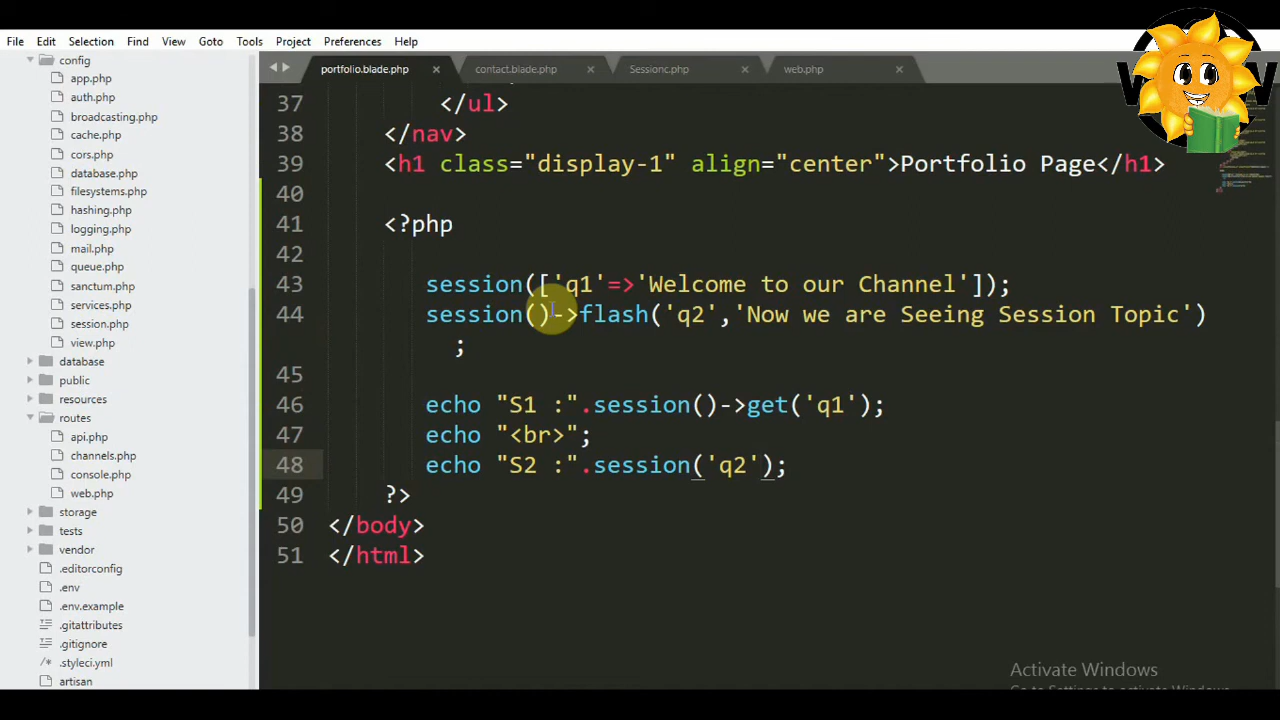 File Edit Selection Find View Goto Tools Project Preferences Help
config
app.php
auth.php
broadcasting.php
cache.php
cors.php
database.php
filesystems.php
hashing.php
logging.php
mail.php
queue.php
sanctum.php
services.php
session.php
view.php
database
public
resources
routes
api.php
channels.php
console.php
web.php
storage
tests
vendor
.editorconfig
.env
.env.example
.gitattributes
.gitignore
.styleci.yml
artisan
portfolio.blade.php contact.blade.php Sessionc.php web.php
37 </ul>
38 </nav>
39 <h1 class="display-1" align="center">Portfolio Page</h1>
40
41 <?php
42
43 session(['q1'=>'Welcome to our Channel']);
44 session()->flash('q2','Now we are Seeing Session Topic')
;
45
46 echo "S1 :".session()->get('q1');
47 echo "<br>";
48 echo "S2 :".session('q2');
49 ?>
50 </body>
51 </html>
Activate Windows
Go to Settings to activate Windows.